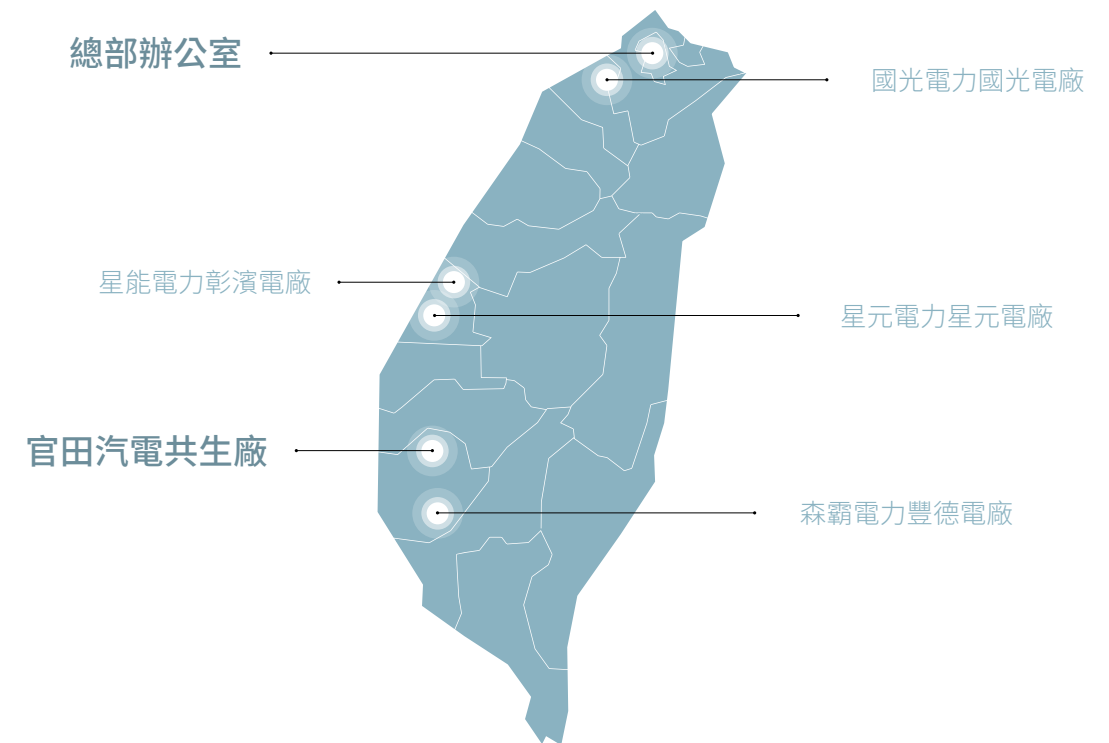 總部辦公室
國光電力國光電廠
星能電力彰濱電廠
星元電力星元電廠
官田汽電共生廠
森霸電力豐德電廠